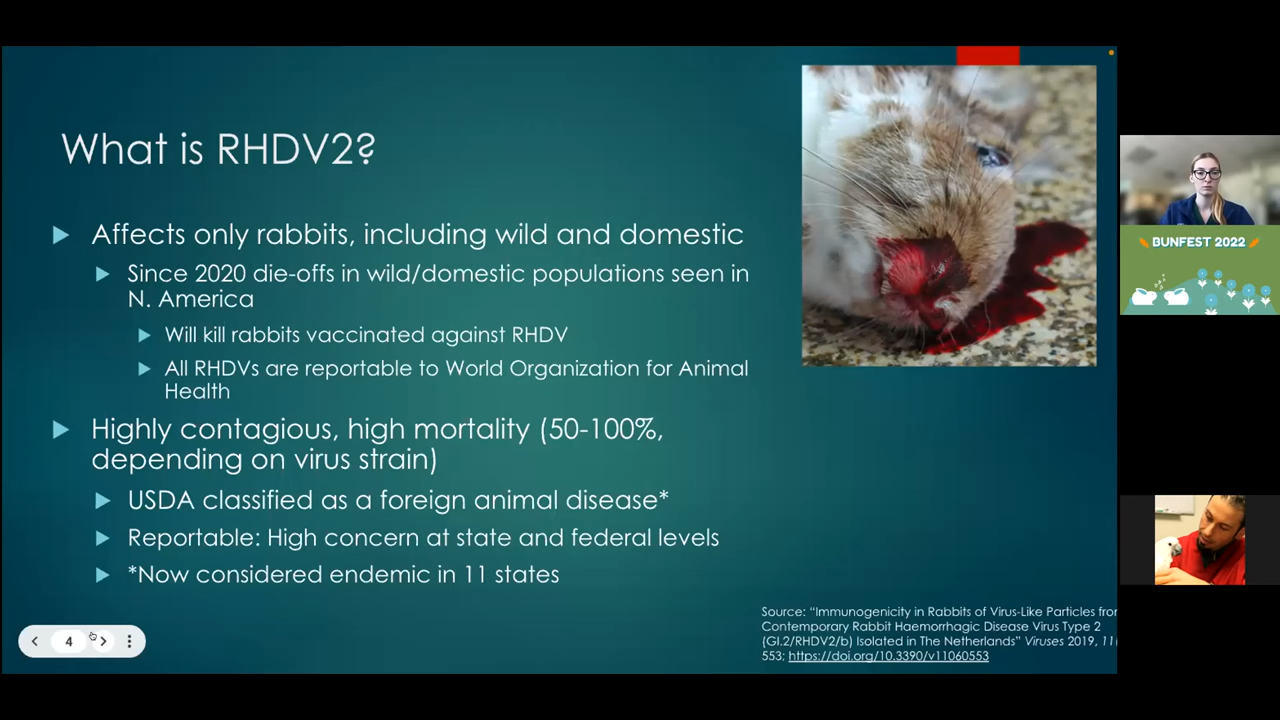 What is RHDV2?
Affects only rabbits, including wild and domestic
Since 2020 die-offs in wild/domestic populations seen in
N. America
Will kill rabbits vaccinated against RHDV
All RHDVs are reportable to World Organization for Animal
Health
Highly contagious, high mortality (50-100%,
depending on virus strain)
USDA classified as a foreign animal disease*
Reportable: High concern at state and federal levels
*Now considered endemic in 11 states
Source: “Immunogenicity in Rabbits of Virus-Like Particles from
Contemporary Rabbit Haemorrhagic Disease Virus Type 2
(GI.2/RHDV2/b) Isolated in The Netherlands” Viruses 2019, 11
553; https://doi.org/10.3390/v11060553
4
BUNFEST 2022